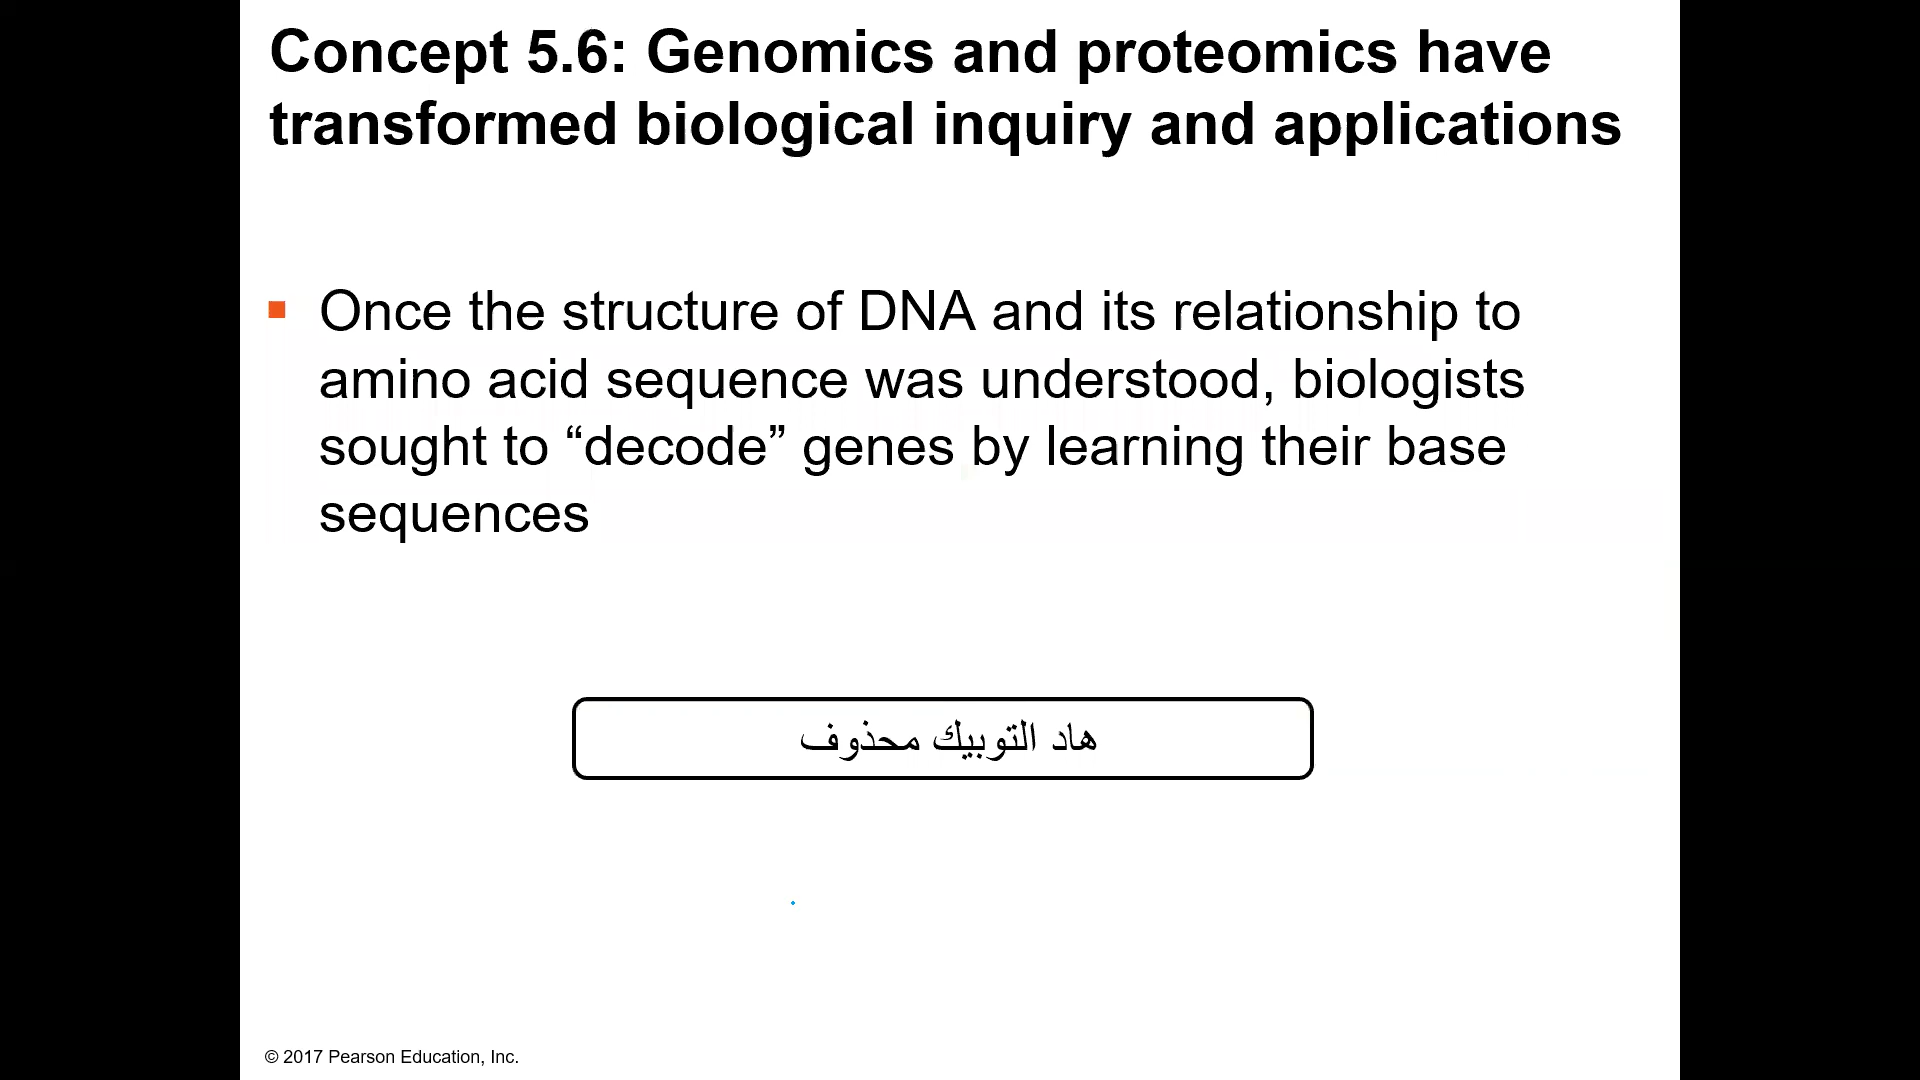 Concept 5.6: Genomics and proteomics have
transformed biological inquiry and applications
▪ Once the structure of DNA and its relationship to
amino acid sequence was understood, biologists
sought to “decode” genes by learning their base
sequences
هاد التوبيك محذوف
© 2017 Pearson Education, Inc.